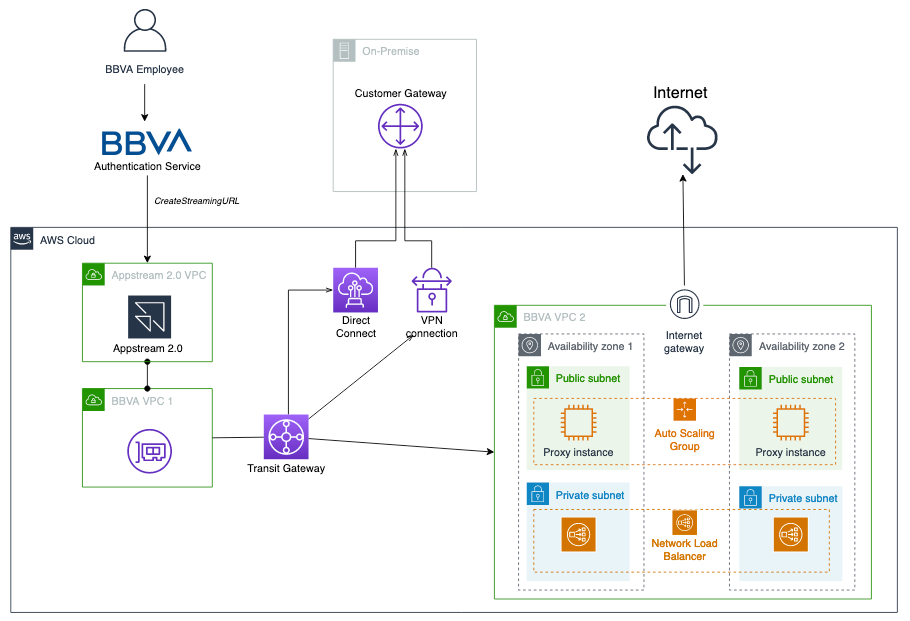 BBVA Employee
BBVA
Authentication Service
CreateStreamingURL
On-Premise
Customer Gateway
Internet
aws
AWS Cloud
Appstream 2.0 VPC
Appstream 2.0
BBVA VPC 1
Direct
Connect
VPN
connection
Transit Gateway
BBVA VPC 2
Internet
gateway
Availability zone 1
Availability zone 2
Public subnet
Public subnet
Proxy instance
Auto Scaling
Group
Proxy instance
Private subnet
Private subnet
Network Load
Balancer